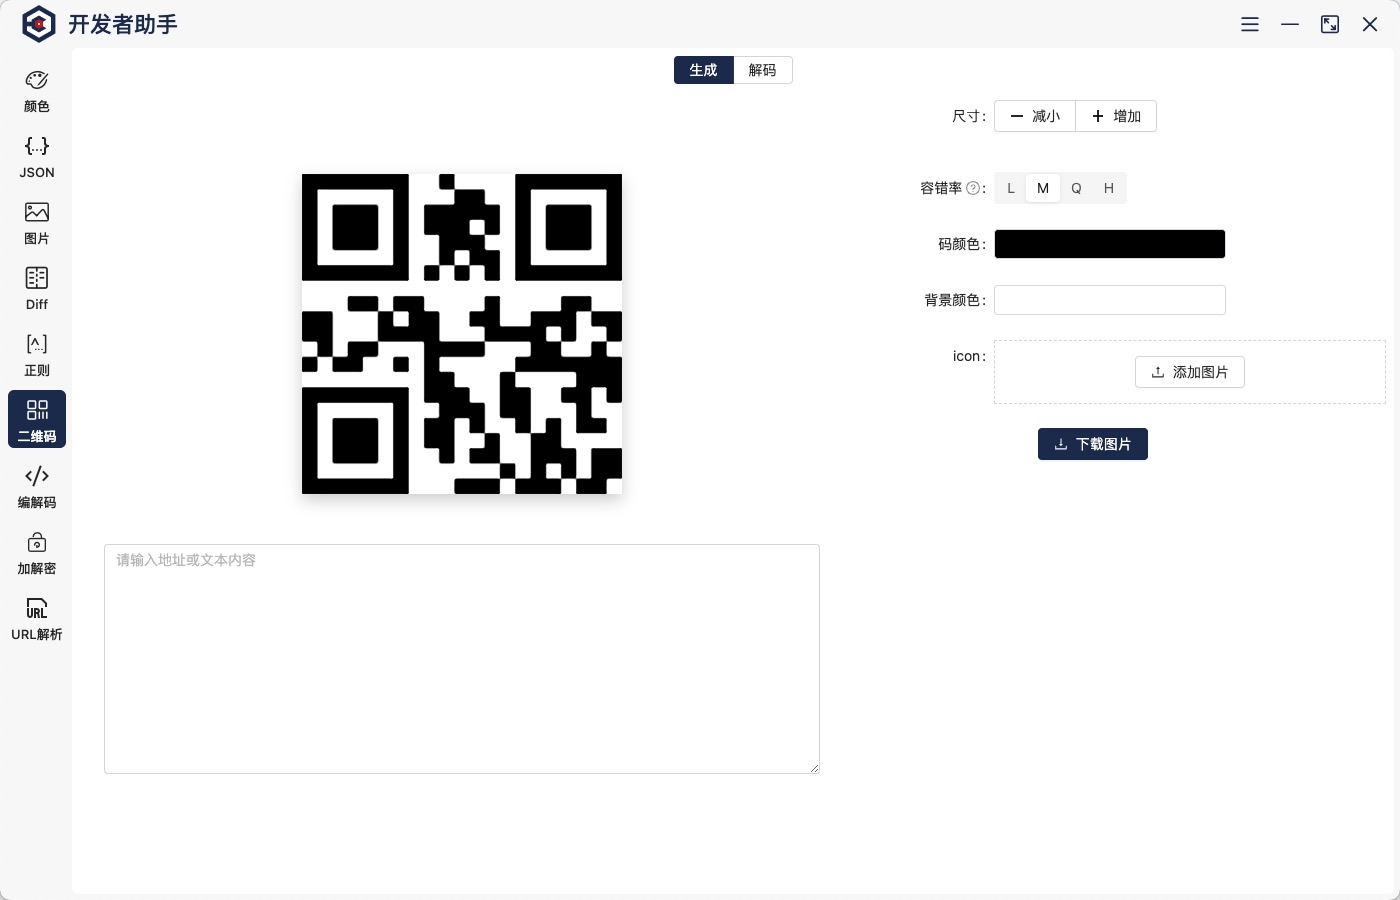 开发者助手
颜色
JSON
图片
Diff
正则
二维码
编解码
加解密
URL
URL解析
生成 解码
尺寸: 减小 增加
容错率 ? : L M Q H
码颜色:
背景颜色:
icon: 添加图片
下载图片
请输入地址或文本内容